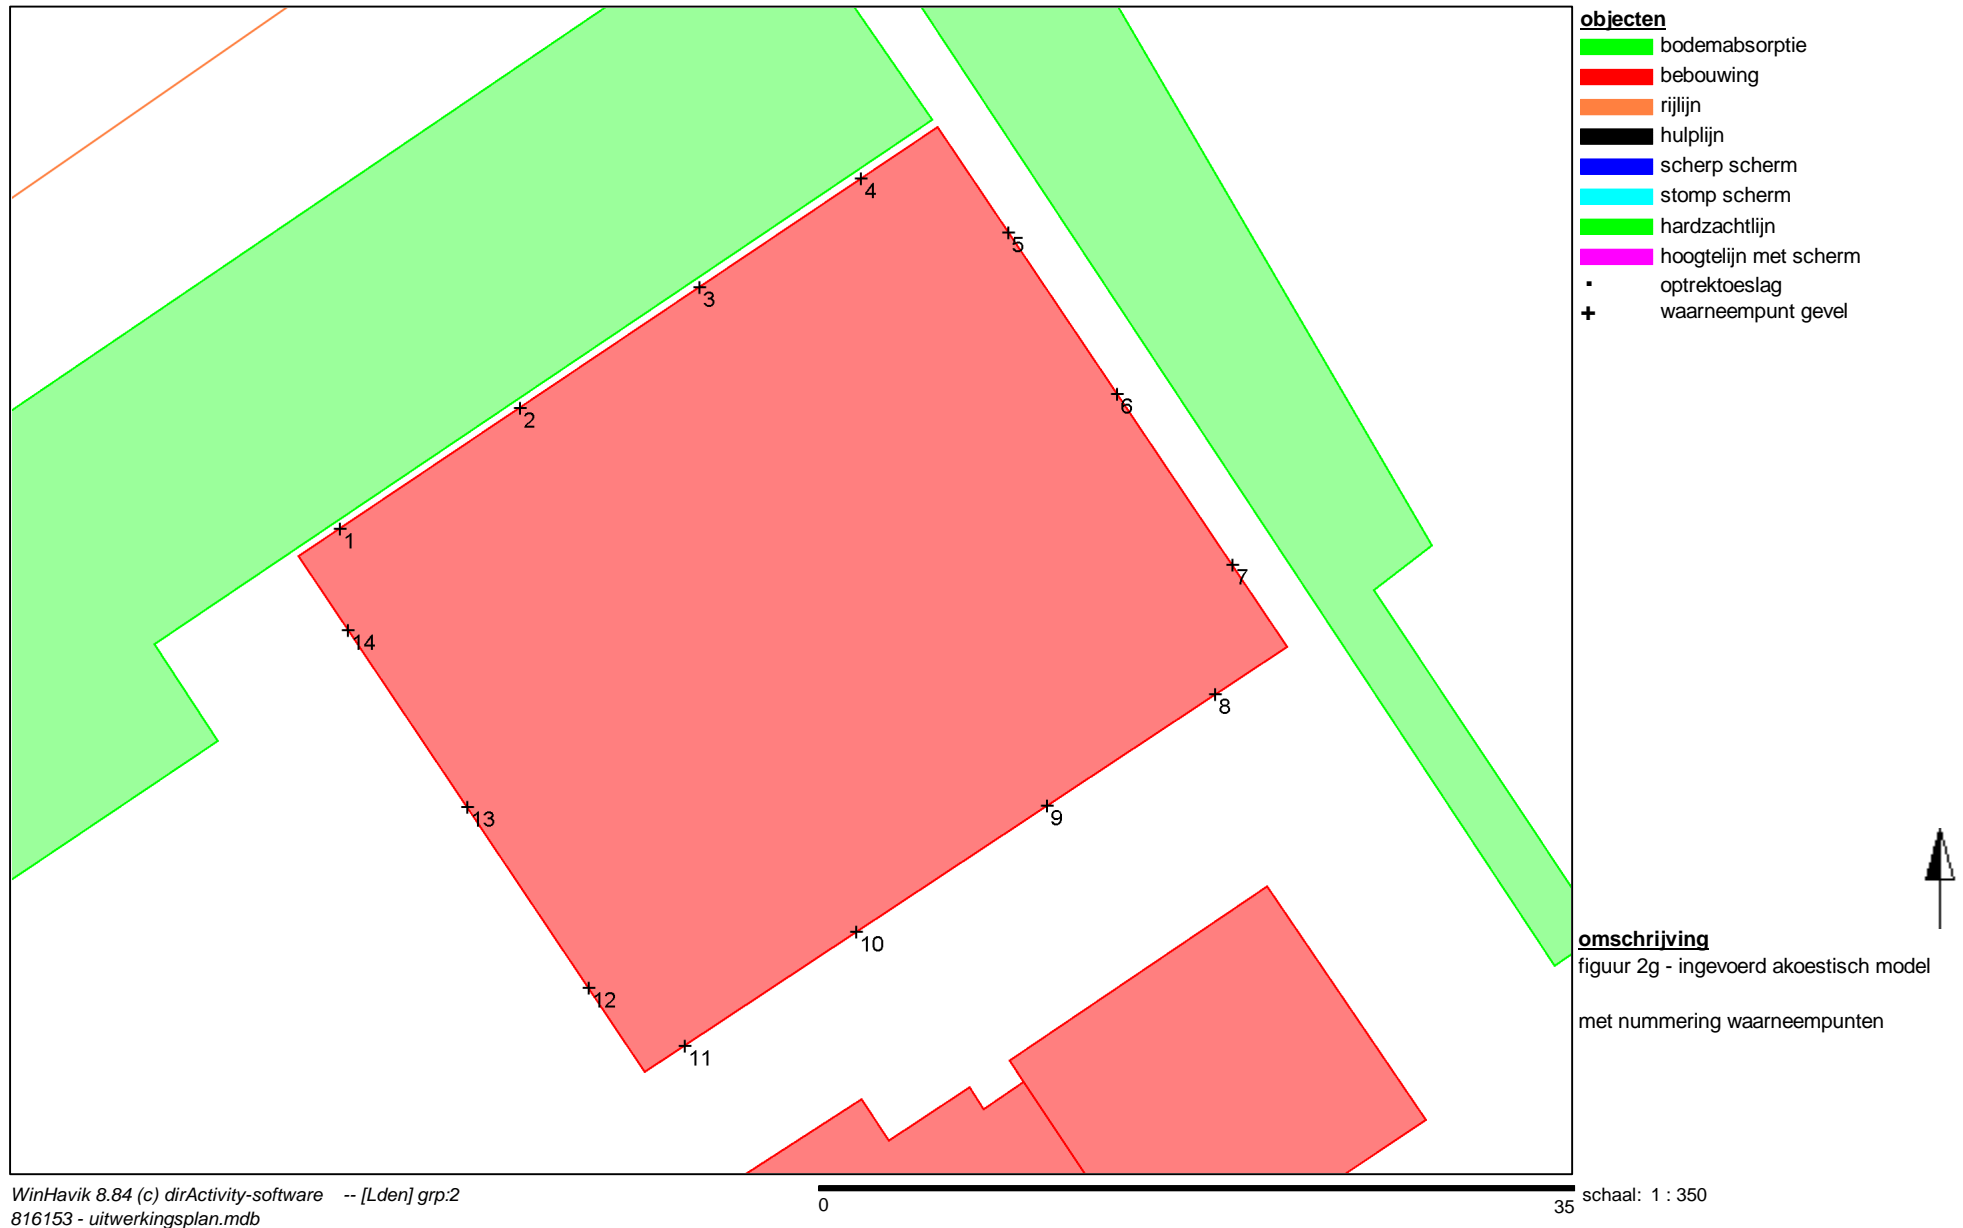 objecten
bodemabsorptie
bebouwing
rijlijn
hulplijn
scherp scherm
stomp scherm
hardzachtlijn
hoogtelijn met scherm
optrektoeslag
waarneempunt gevel
4
5
3
6
2
1
7
14
8
13
9
10
12
11
omschrijving
figuur 2g - ingevoerd akoestisch model
met nummering waarneempunten
WinHavik 8.84 (c) dirActivity-software -- [Lden] grp:2
816153 - uitwerkingsplan.mdb
0
35
schaal: 1 : 350